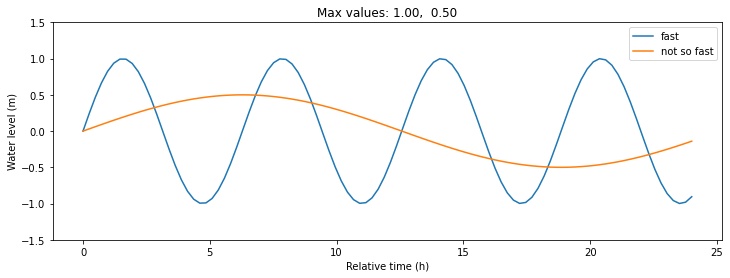 Max values: 1.00,  0.50
1.5
1.0
0.5
0.0
−0.5
−1.0
−1.5
Water level (m)
fast
not so fast
0
5
10
15
20
25
Relative time (h)